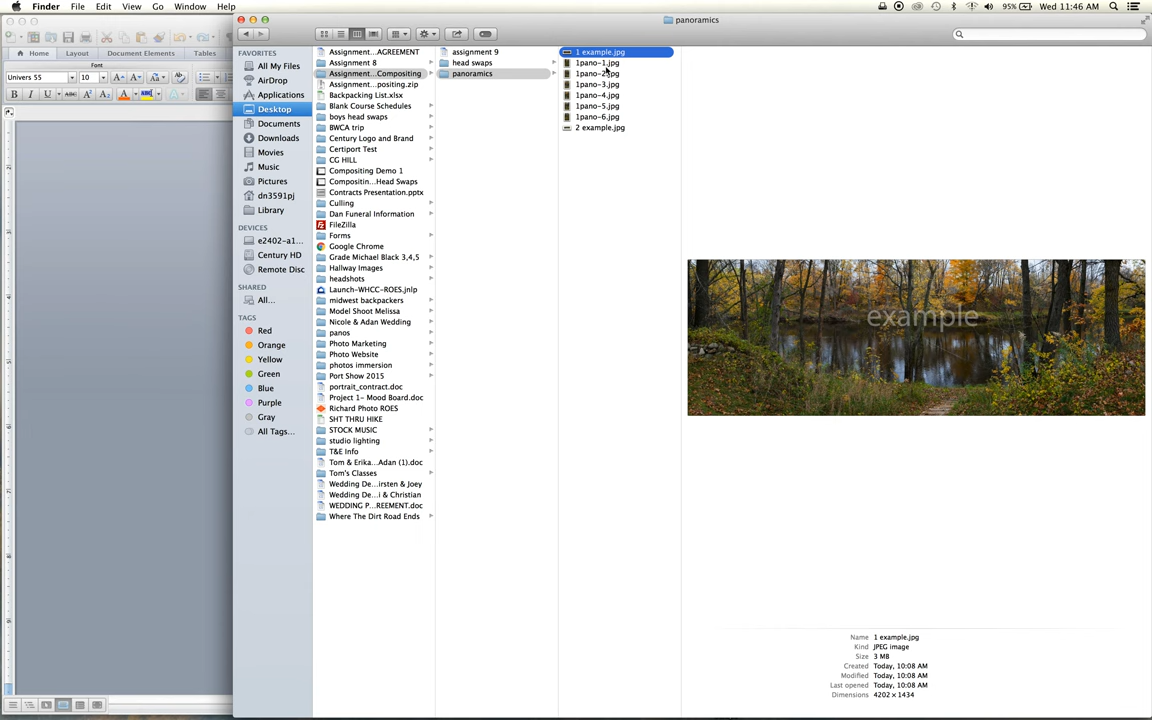 Finder File Edit View Go Window Help
95% Wed 11:46 AM
panoramics
Home Layout Document Elements Tables
Font
Univers 55 10
FAVORITES
All My Files
AirDrop
Applications
Desktop
Documents
Downloads
Movies
Music
Pictures
dn3591pj
Library
DEVICES
e2402-a1...
Century HD
Remote Disc
SHARED
All...
TAGS
Red
Orange
Yellow
Green
Blue
Purple
Gray
All Tags...
Assignment...AGREEMENT
Assignment 8
Assignment...Compositing
Assignment...positing.zip
Backpacking List.xlsx
Blank Course Schedules
boys head swaps
BWCA trip
Century Logo and Brand
Certiport Test
CG HILL
Compositing Demo 1
Compositin...Head Swaps
Contracts Presentation.pptx
Culling
Dan Funeral Information
FileZilla
Forms
Google Chrome
Grade Michael Black 3,4,5
Hallway Images
headshots
Launch-WHCC-ROES.jnlp
midwest backpackers
Model Shoot Melissa
Nicole & Adan Wedding
panos
Photo Marketing
Photo Website
photos immersion
Port Show 2015
portrait_contract.doc
Project 1- Mood Board.doc
Richard Photo ROES
SHT THRU HIKE
STOCK MUSIC
studio lighting
T&E Info
Tom & Erika...Adan (1).doc
Tom's Classes
Wedding De...irsten & Joey
Wedding De...i & Christian
WEDDING P...REEMENT.doc
Where The Dirt Road Ends
assignment 9
head swaps
panoramics
1 example.jpg
1pano-1.jpg
1pano-2.jpg
1pano-3.jpg
1pano-4.jpg
1pano-5.jpg
1pano-6.jpg
2 example.jpg
example
Name 1 example.jpg
Kind JPEG image
Size 3 MB
Created Today, 10:08 AM
Modified Today, 10:08 AM
Last opened Today, 10:08 AM
Dimensions 4202 × 1434